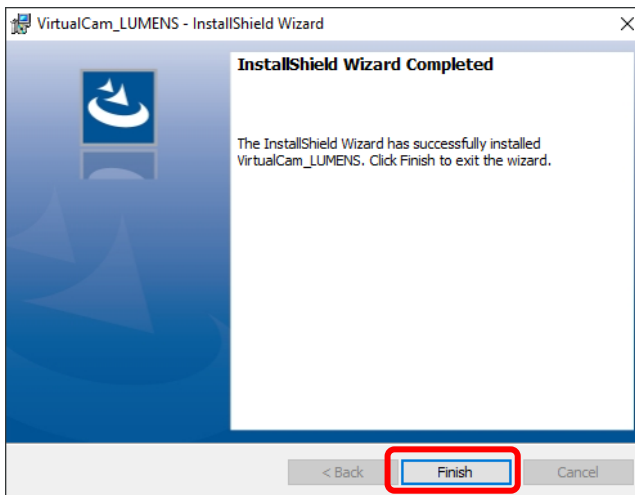 VirtualCam_LUMENS - InstallShield Wizard
InstallShield Wizard Completed
The InstallShield Wizard has successfully installed
VirtualCam_LUMENS. Click Finish to exit the wizard.
< Back
Finish
Cancel